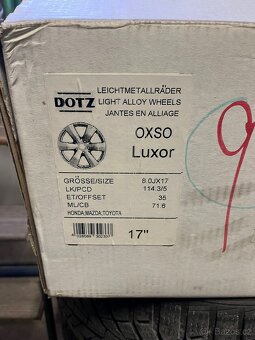 DOTZ
LEICHTMETALLRÄDER
LIGHT ALLOY WHEELS
JANTES EN ALLIAGE
OXSO
Luxor
GRÖSSE/SIZE 8.0JX17
LK/PCD 114.3/5
ET/OFFSET 35
ML/CB 71.6
HONDA,MAZDA,TOYOTA
17"
9